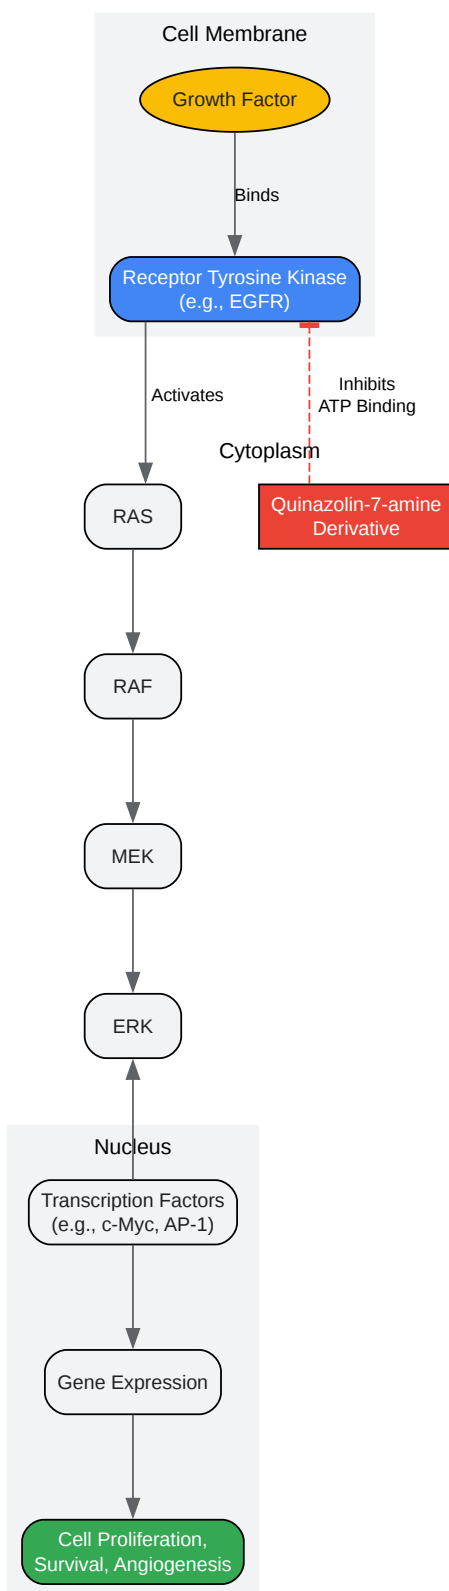 Cell Membrane
Growth Factor
Binds
Receptor Tyrosine Kinase
(e.g., EGFR)
Activates
Inhibits
ATP Binding
Cytoplasm
Quinazolin-7-amine
Derivative
RAS
RAF
MEK
ERK
Nucleus
Transcription Factors
(e.g., c-Myc, AP-1)
Gene Expression
Cell Proliferation,
Survival, Angiogenesis